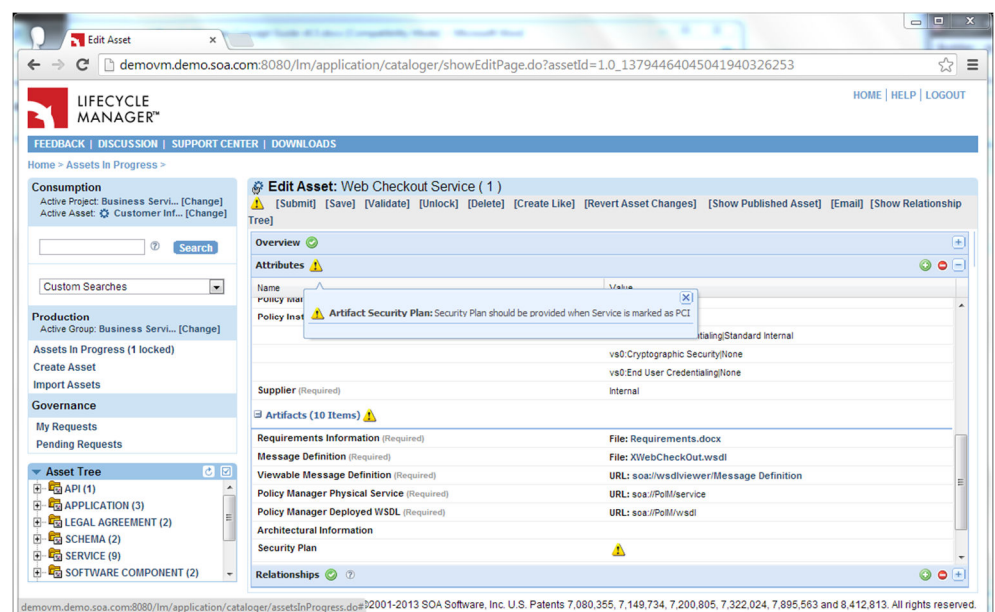 Edit Asset
demovm.demo.soa.com:8080/lm/application/cataloger/showEditPage.do?assetId=1.0_13794464045041940326253
LIFECYCLE
MANAGER™
HOME | HELP | LOGOUT
FEEDBACK | DISCUSSION | SUPPORT CENTER | DOWNLOADS
Home > Assets In Progress >
Consumption
Active Project: Business Servi... [Change]
Active Asset: Customer Inf... [Change]
Search
Custom Searches
Production
Active Group: Business Servi... [Change]
Assets In Progress (1 locked)
Create Asset
Import Assets
Governance
My Requests
Pending Requests
Asset Tree
API (1)
APPLICATION (3)
LEGAL AGREEMENT (2)
SCHEMA (2)
SERVICE (9)
SOFTWARE COMPONENT (2)
Edit Asset: Web Checkout Service ( 1 )
[Submit] [Save] [Validate] [Unlock] [Delete] [Create Like] [Revert Asset Changes] [Show Published Asset] [Email] [Show Relationship
Tree]
Overview
Attributes
Name Value
Policy Mar
Policy Inst
Artifact Security Plan: Security Plan should be provided when Service is marked as PCI
ntialing|Standard Internal
vs0:Cryptographic Security|None
vs0:End User Credentialing|None
Supplier (Required) Internal
Artifacts (10 Items)
Requirements Information (Required) File: Requirements.docx
Message Definition (Required) File: XWebCheckOut.wsdl
Viewable Message Definition (Required) URL: soa://wsdlviewer/Message Definition
Policy Manager Physical Service (Required) URL: soa://PolM/service
Policy Manager Deployed WSDL (Required) URL: soa://PolM/wsdl
Architectural Information
Security Plan
Relationships
demovm.demo.soa.com:8080/lm/application/cataloger/assetsInProgress.do#
©2001-2013 SOA Software, Inc. U.S. Patents 7,080,355, 7,149,734, 7,200,805, 7,322,024, 7,895,563 and 8,412,813. All rights reserved.